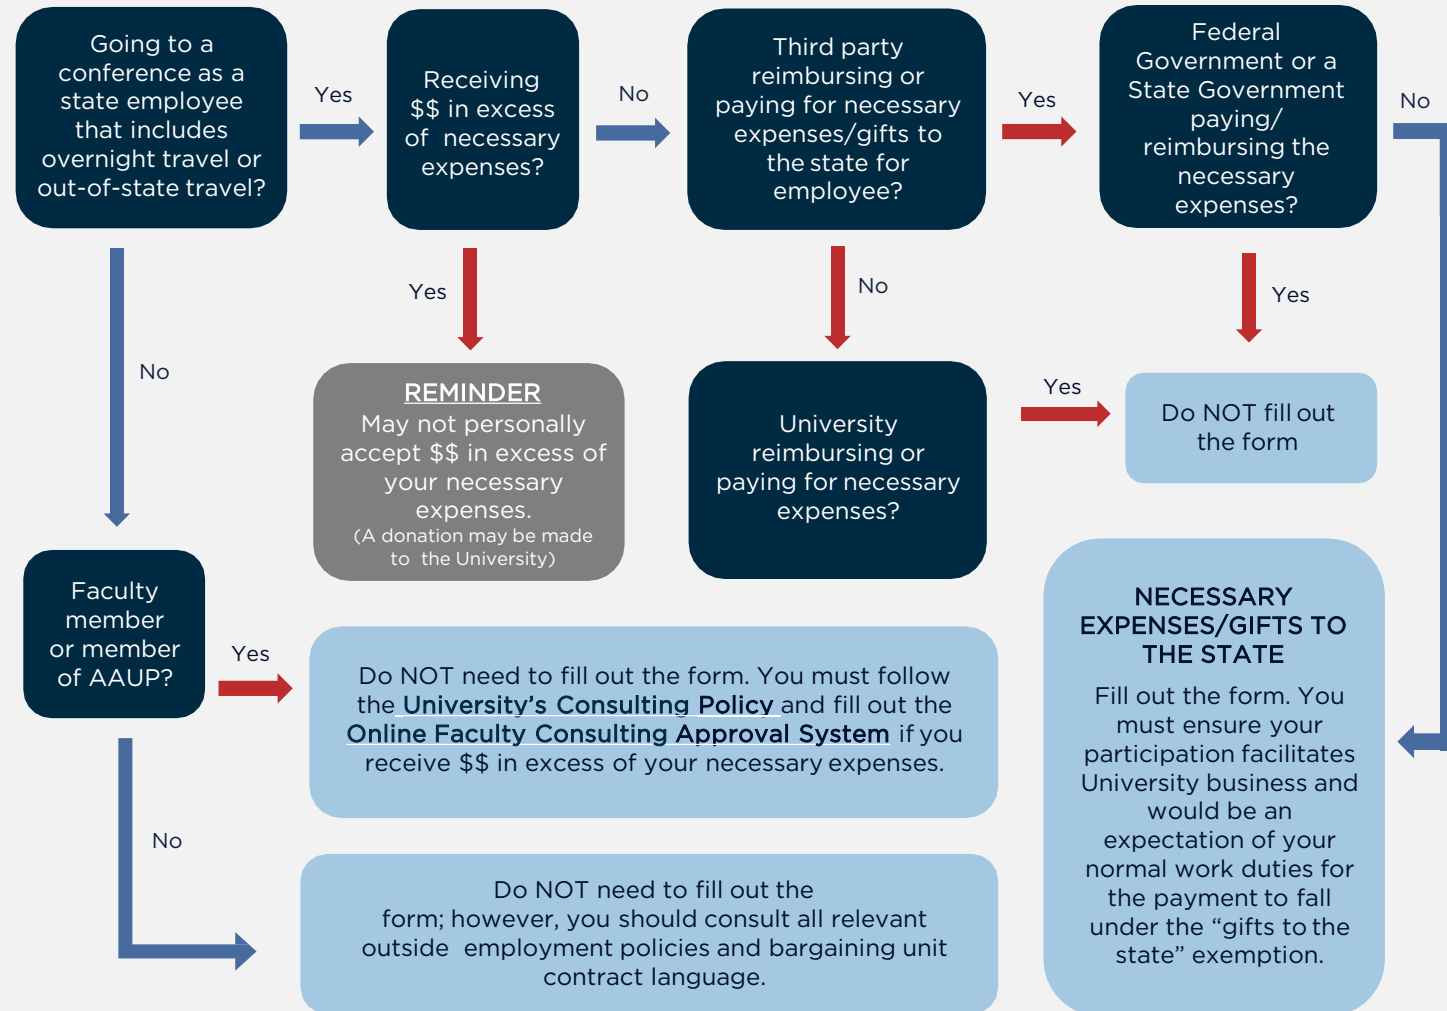 Going to a
conference as a
state employee
that includes
overnight travel or
out-of-state travel?
Yes
Receiving
$$ in excess
of necessary
expenses?
No
Third party
reimbursing or
paying for necessary
expenses/gifts to
the state for
employee?
Yes
Federal
Government or a
State Government
paying/
reimbursing the
necessary
expenses?
No
No
Yes
No
Yes
REMINDER
May not personally
accept $$ in excess of
your necessary
expenses.
(A donation may be made
to the University)
University
reimbursing or
paying for necessary
expenses?
Yes
Do NOT fill out
the form
Faculty
member
or member
of AAUP?
Yes
Do NOT need to fill out the form. You must follow
the University’s Consulting Policy and fill out the
Online Faculty Consulting Approval System if you
receive $$ in excess of your necessary expenses.
No
Do NOT need to fill out the
form; however, you should consult all relevant
outside employment policies and bargaining unit
contract language.
NECESSARY
EXPENSES/GIFTS TO
THE STATE
Fill out the form. You
must ensure your
participation facilitates
University business and
would be an
expectation of your
normal work duties for
the payment to fall
under the “gifts to the
state” exemption.